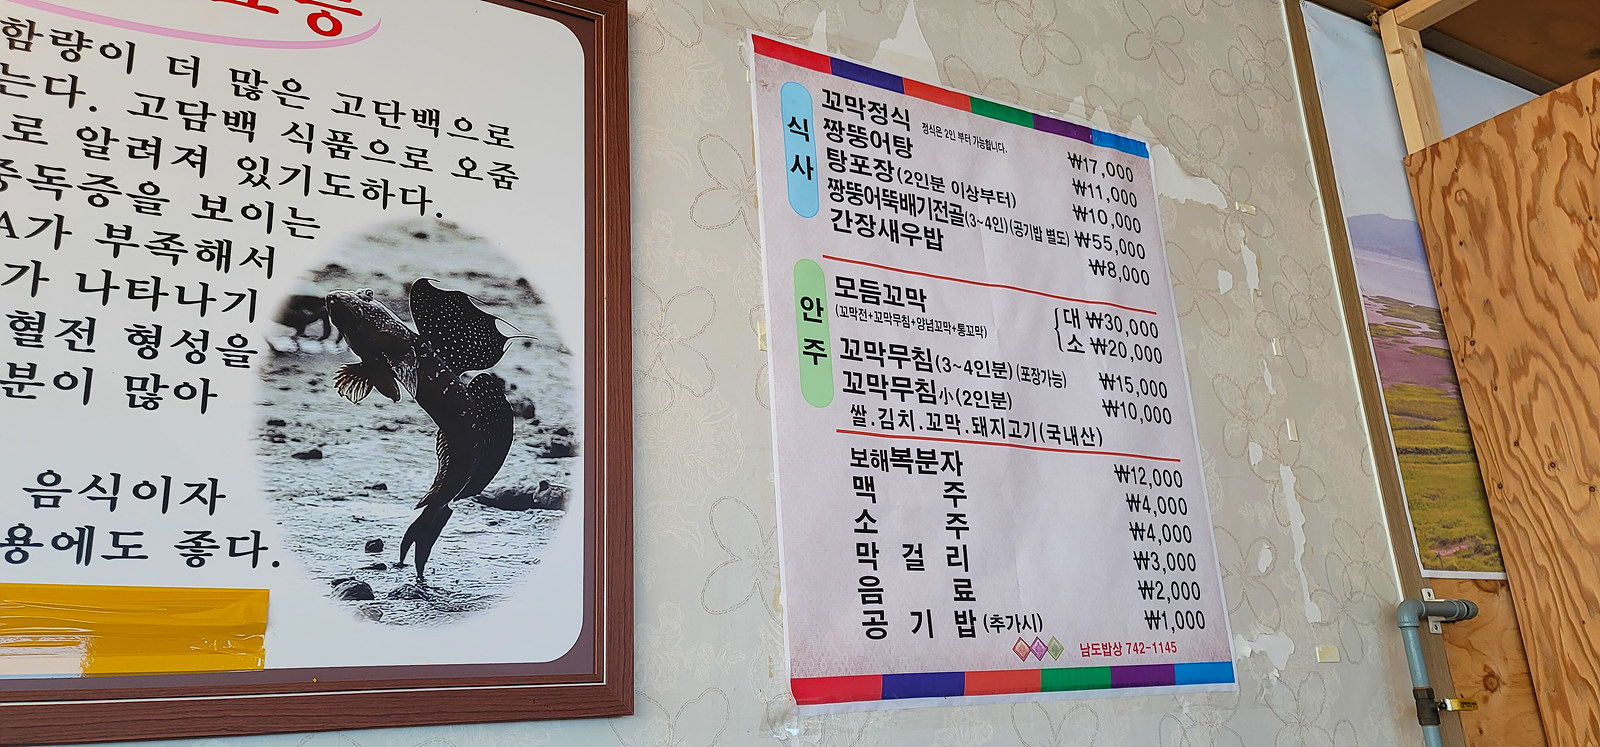 함량이 더 많은 고단백으로
는다. 고담백 식품으로 오줌
로 알려져 있기도하다.
중독증을 보이는
A가 부족해서
가 나타나기
혈전 형성을
분이 많아
음식이자
용에도 좋다.
식사
꼬막정식 정식은 2인 부터 가능합니다. ₩17,000
짱뚱어탕 ₩11,000
탕포장(2인분 이상부터) ₩10,000
짱뚱어뚝배기전골(3~4인)(공기밥 별도) ₩55,000
간장새우밥 ₩8,000
안주
모듬꼬막 대 ₩30,000
(꼬막전+꼬막무침+양념꼬막+통꼬막) 소 ₩20,000
꼬막무침(3~4인분)(포장가능) ₩15,000
꼬막무침小(2인분) ₩10,000
쌀.김치.꼬막.돼지고기(국내산)
보해복분자 ₩12,000
맥주 ₩4,000
소주 ₩4,000
막걸리 ₩3,000
음료 ₩2,000
공기밥(추가시) ₩1,000
남도밥상 742-1145